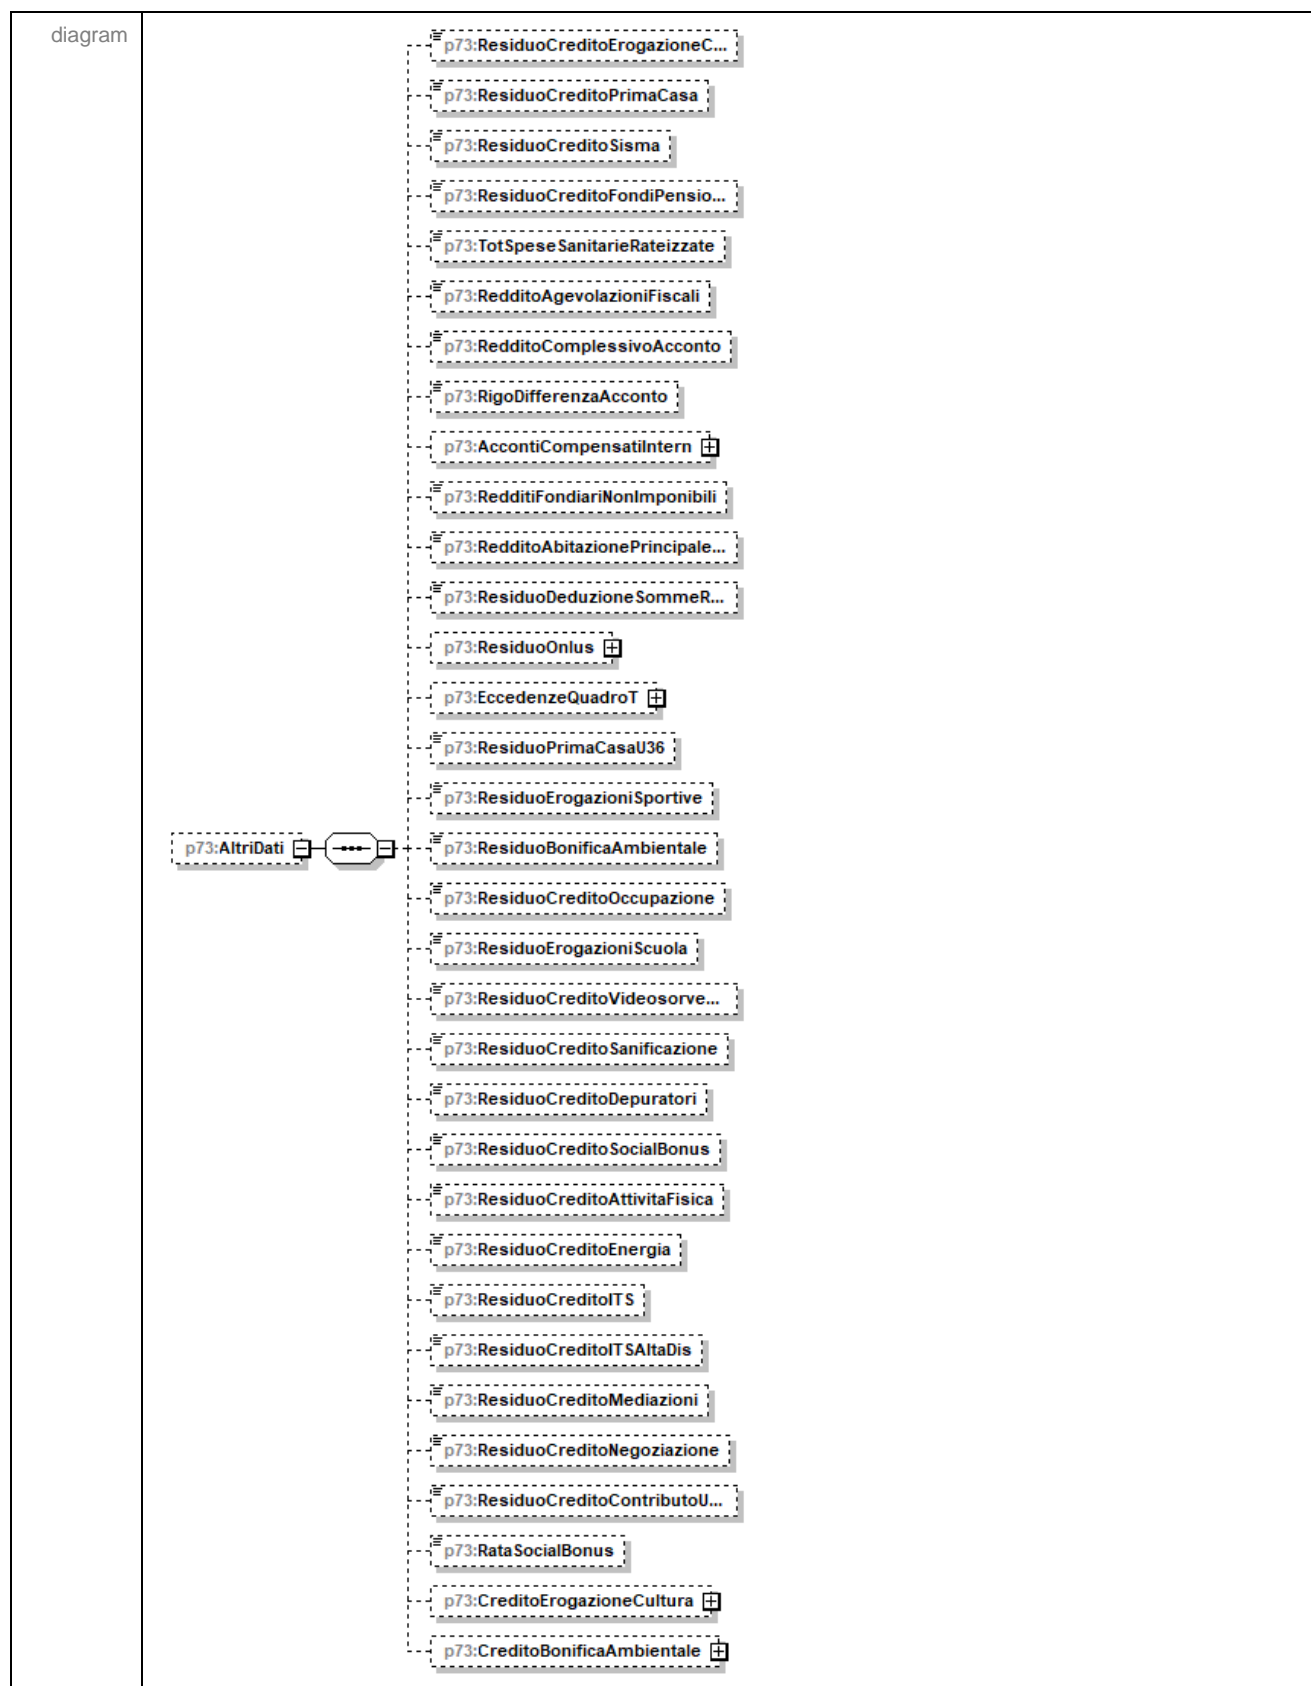 diagram
p73:ResiduoCreditoErogazioneC...
p73:ResiduoCreditoPrimaCasa
p73:ResiduoCreditoSisma
p73:ResiduoCreditoFondiPensio...
p73:TotSpeseSanitarieRateizzate
p73:RedditoAgevolazioniFiscali
p73:RedditoComplessivoAcconto
p73:RigoDifferenzaAcconto
p73:AccontiCompensatiIntern
p73:RedditiFondiariNonImponibili
p73:RedditoAbitazionePrincipale...
p73:ResiduoDeduzioneSommeR...
p73:ResiduoOnlus
p73:EccedenzeQuadroT
p73:ResiduoPrimaCasaU36
p73:ResiduoErogazioniSportive
p73:AltriDati
p73:ResiduoBonificaAmbientale
p73:ResiduoCreditoOccupazione
p73:ResiduoErogazioniScuola
p73:ResiduoCreditoVideosorve...
p73:ResiduoCreditoSanificazione
p73:ResiduoCreditoDepuratori
p73:ResiduoCreditoSocialBonus
p73:ResiduoCreditoAttivitaFisica
p73:ResiduoCreditoEnergia
p73:ResiduoCreditoITS
p73:ResiduoCreditoITSAltaDis
p73:ResiduoCreditoMediazioni
p73:ResiduoCreditoNegoziazione
p73:ResiduoCreditoContributoU...
p73:RataSocialBonus
p73:CreditoErogazioneCultura
p73:CreditoBonificaAmbientale